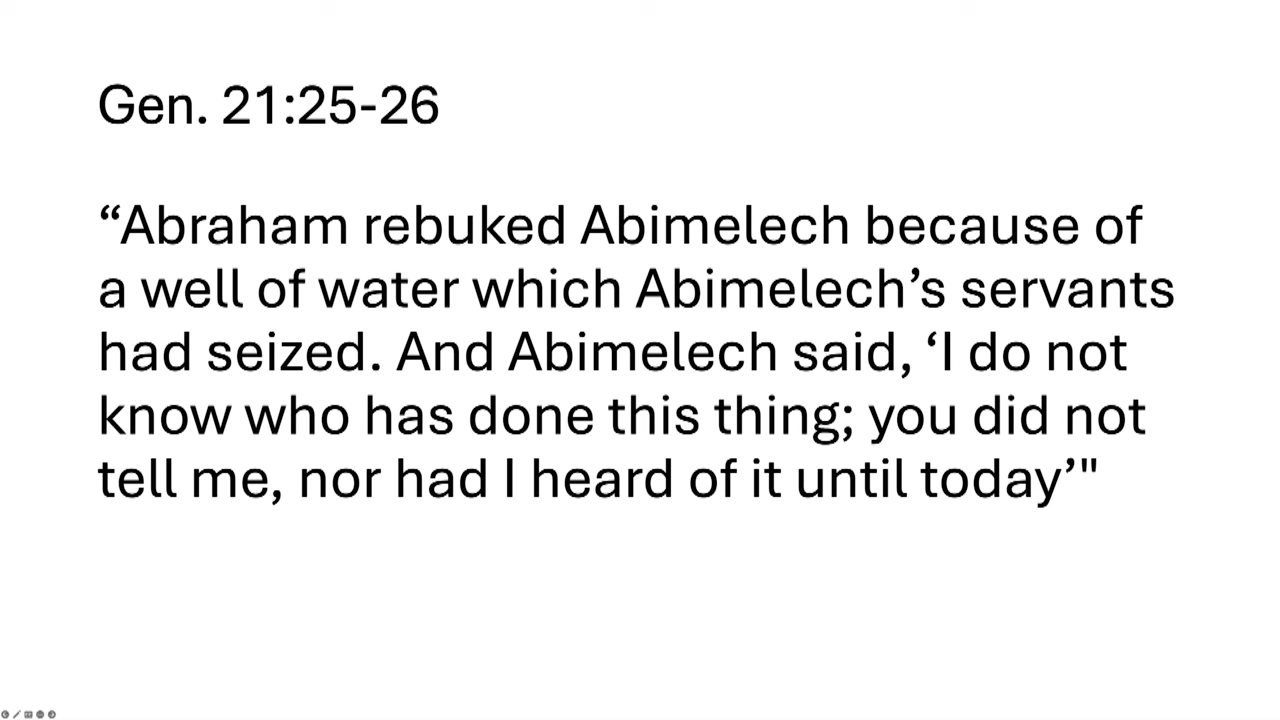 Gen. 21:25-26
“Abraham rebuked Abimelech because of
a well of water which Abimelech’s servants
had seized. And Abimelech said, ‘I do not
know who has done this thing; you did not
tell me, nor had I heard of it until today’"